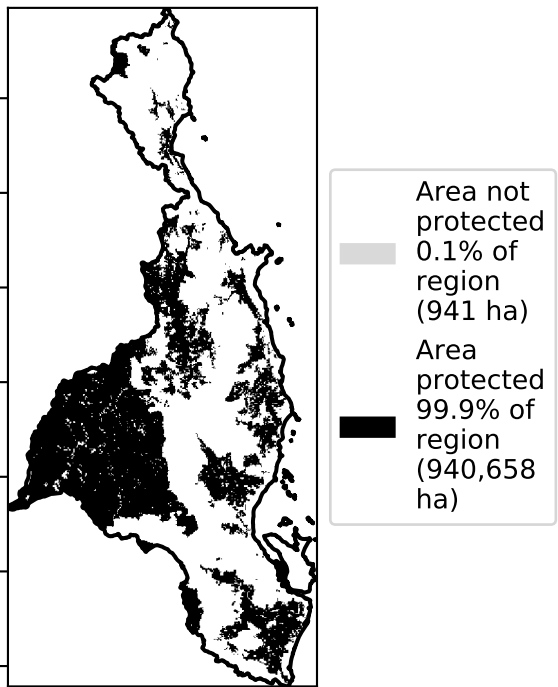 Area not
protected
0.1% of
region
(941 ha)
Area
protected
99.9% of
region
(940,658
ha)